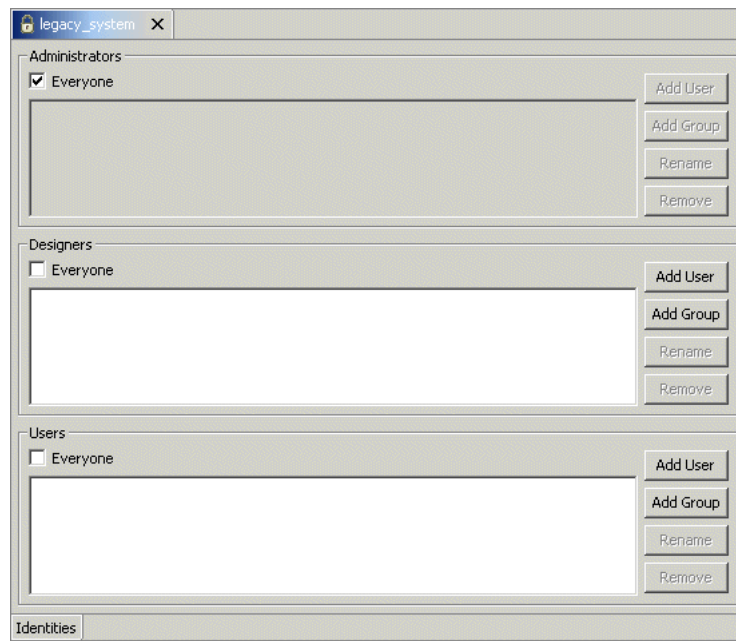 legacy_system
Administrators
Everyone
Add User
Add Group
Rename
Remove
Designers
Everyone
Add User
Add Group
Rename
Remove
Users
Everyone
Add User
Add Group
Rename
Remove
Identities